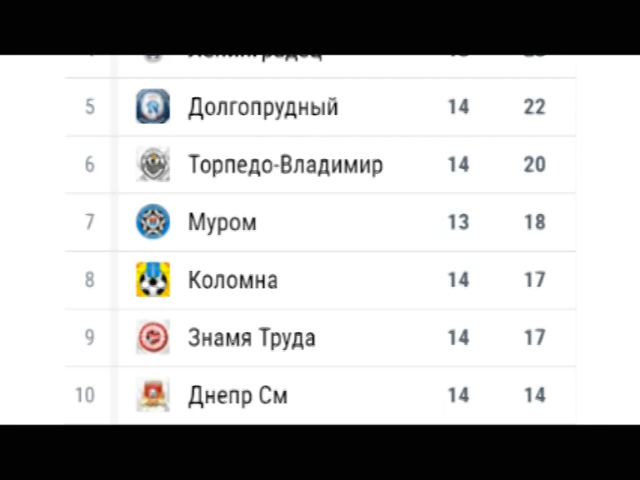 Ленинградец
5 Долгопрудный 14 22
6 Торпедо-Владимир 14 20
7 Муром 13 18
8 Коломна 14 17
9 Знамя Труда 14 17
10 Днепр См 14 14